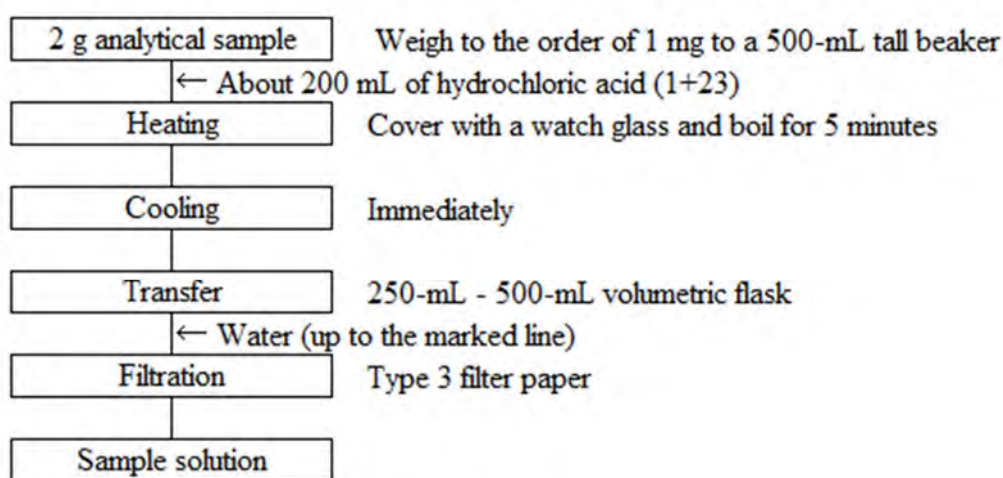 2 g analytical sample Weigh to the order of 1 mg to a 500-mL tall beaker
← About 200 mL of hydrochloric acid (1+23)
Heating Cover with a watch glass and boil for 5 minutes
Cooling Immediately
Transfer 250-mL - 500-mL volumetric flask
← Water (up to the marked line)
Filtration Type 3 filter paper
Sample solution